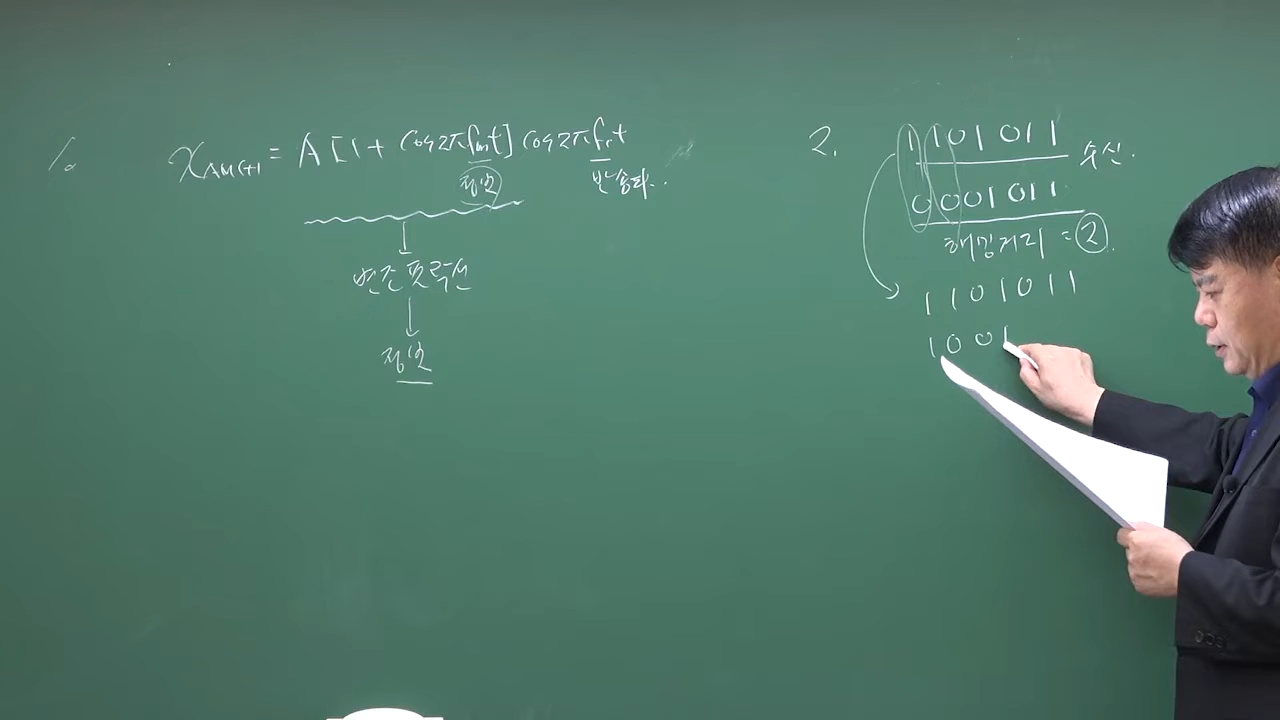 1.
x_AM(t) = A[1 + cos2πf_m t] cos2πf_c t
정보
반송파..
변조 포락선
정보
2.
1101011 수신.
0001011
해밍거리 = 2.
1101011
1001